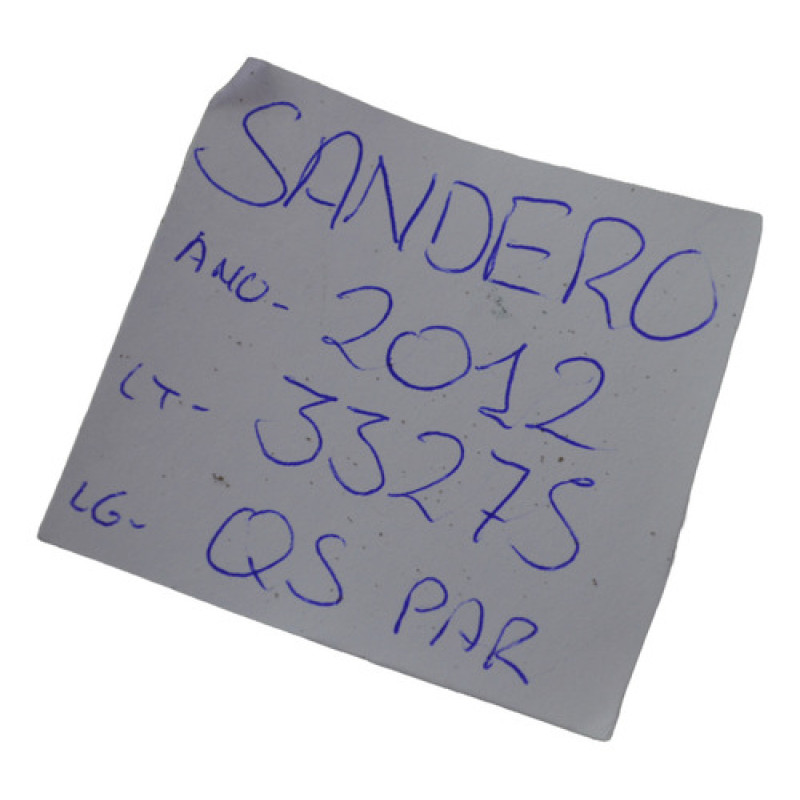 SANDERO
ANO- 2012
LT- 33275
LG- QS PAR